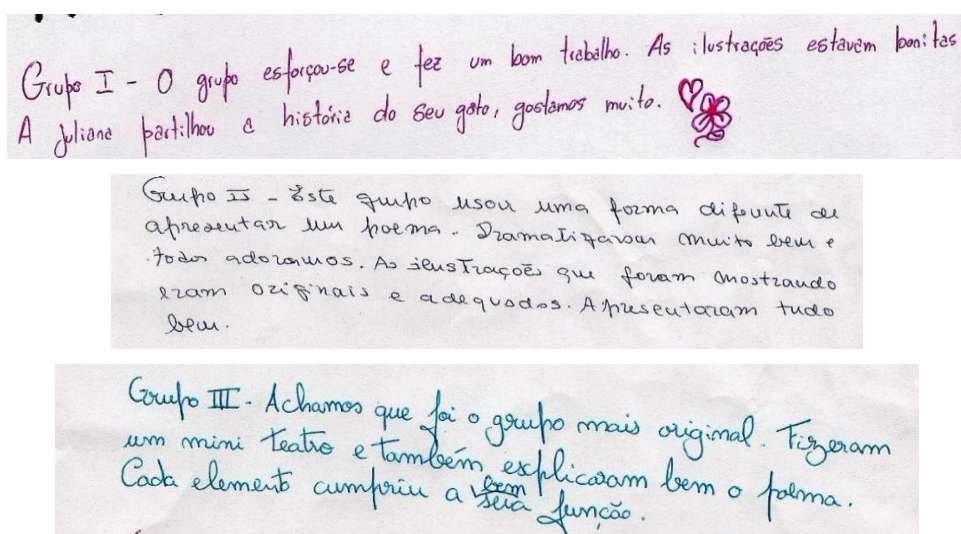 Grupo I - O grupo esforçou-se e fez um bom trabalho. As ilustrações estavam bonitas
A Juliana partilhou a história do seu gato, gostamos muito.
Grupo II - Este grupo usou uma forma diferente de
apresentar um poema. Dramatizaram muito bem e
todos adoramos. As ilustrações que foram mostrando
eram originais e adequadas. Apresentaram tudo
bem.
Grupo III - Achamos que foi o grupo mais original. Fizeram
um mini teatro e também explicaram bem o poema.
Cada elemento cumpriu bem a sua função.